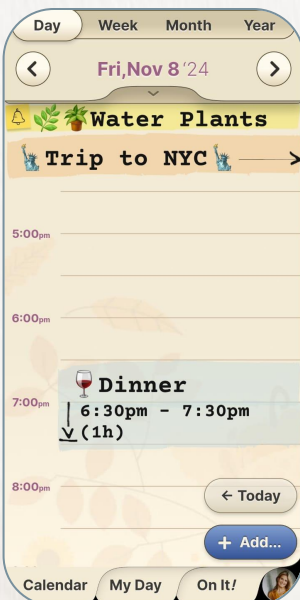 Day Week Month Year
Fri,Nov 8 '24
Water Plants
Trip to NYC
5:00pm
6:00pm
Dinner
7:00pm 6:30pm - 7:30pm
(1h)
8:00pm
← Today
+ Add...
Calendar My Day On It!